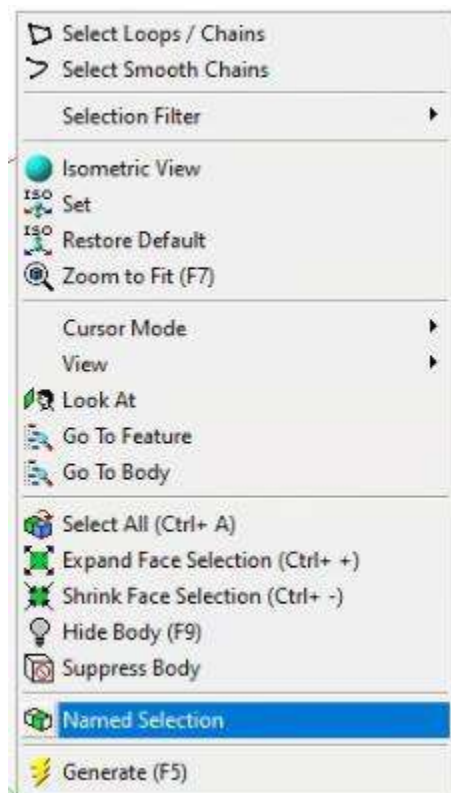 Select Loops / Chains
Select Smooth Chains
Selection Filter
Isometric View
ISO Set
ISO Restore Default
Zoom to Fit (F7)
Cursor Mode
View
Look At
Go To Feature
Go To Body
Select All (Ctrl+ A)
Expand Face Selection (Ctrl+ +)
Shrink Face Selection (Ctrl+ -)
Hide Body (F9)
Suppress Body
Named Selection
Generate (F5)